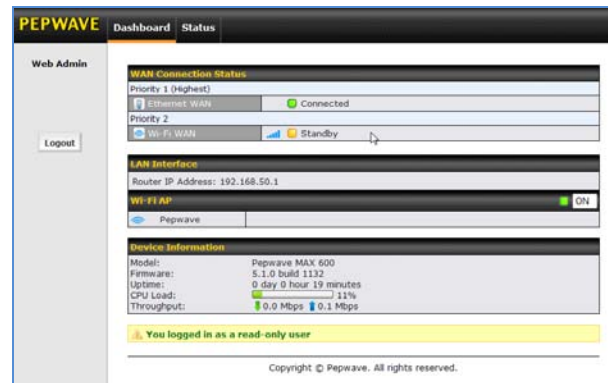 PEPWAVE Dashboard Status
Web Admin
Logout
WAN Connection Status
Priority 1 (Highest)
Ethernet WAN Connected
Priority 2
Wi-Fi WAN Standby
LAN Interface
Router IP Address: 192.168.50.1
Wi-Fi AP ON
Pepwave
Device Information
Model: Pepwave MAX 600
Firmware: 5.1.0 build 1132
Uptime: 0 day 0 hour 19 minutes
CPU Load: 11%
Throughput: 0.0 Mbps 0.1 Mbps
You logged in as a read-only user
Copyright © Pepwave. All rights reserved.